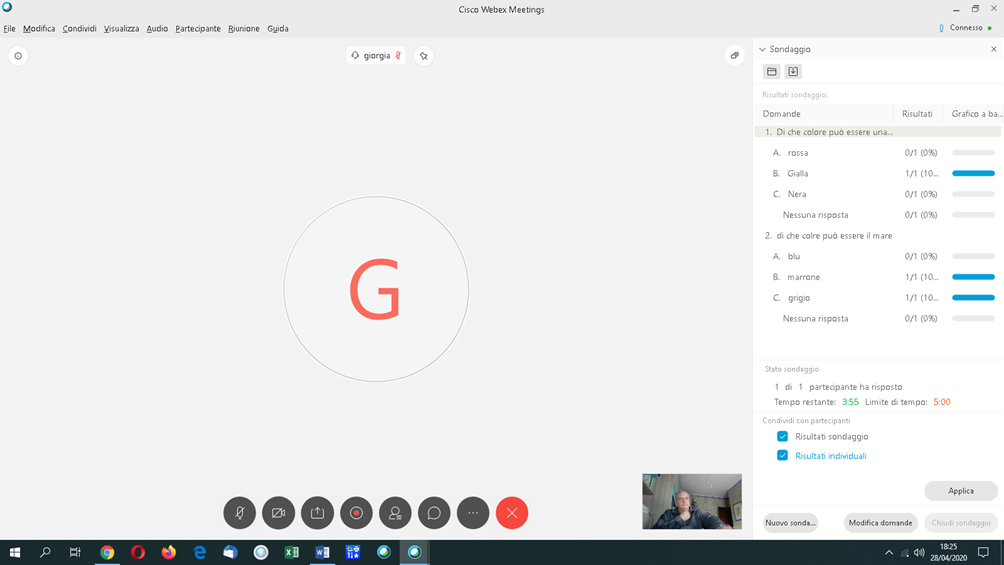 Cisco Webex Meetings
File Modifica Condividi Visualizza Audio Partecipante Riunione Guida
Connesso
giorgia
Sondaggio
Risultati sondaggio:
Domande Risultati Grafico a ba...
1. Di che colore può essere una...
A. rossa 0/1 (0%)
B. Gialla 1/1 (10...
C. Nera 0/1 (0%)
Nessuna risposta 0/1 (0%)
2. di che colre può essere il mare
A. blu 0/1 (0%)
B. marrone 1/1 (10...
C. grigio 1/1 (10...
Nessuna risposta 0/1 (0%)
G
Stato sondaggio
1 di 1 partecipante ha risposto
Tempo restante: 3:55 Limite di tempo: 5:00
Condividi con partecipanti
Risultati sondaggio
Risultati individuali
Applica
Nuovo sonda... Modifica domande Chiudi sondaggio
18:25
28/04/2020